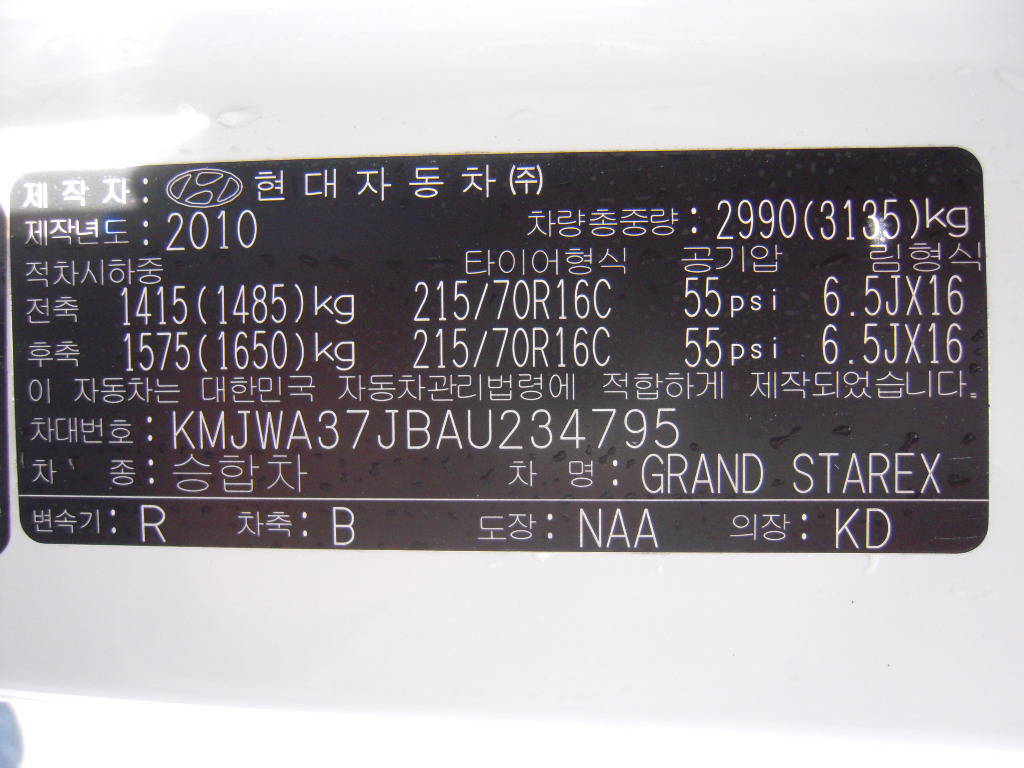 제작자: 현대자동차㈜
제작년도: 2010 차량총중량: 2990(3135)kg
적차시하중 타이어형식 공기압 림형식
전축 1415(1485)kg 215/70R16C 55psi 6.5JX16
후축 1575(1650)kg 215/70R16C 55psi 6.5JX16
이 자동차는 대한민국 자동차관리법령에 적합하게 제작되었습니다.
차대번호: KMJWA37JBAU234795
차 종: 승합차 차 명: GRAND STAREX
변속기: R 차축: B 도장: NAA 의장: KD